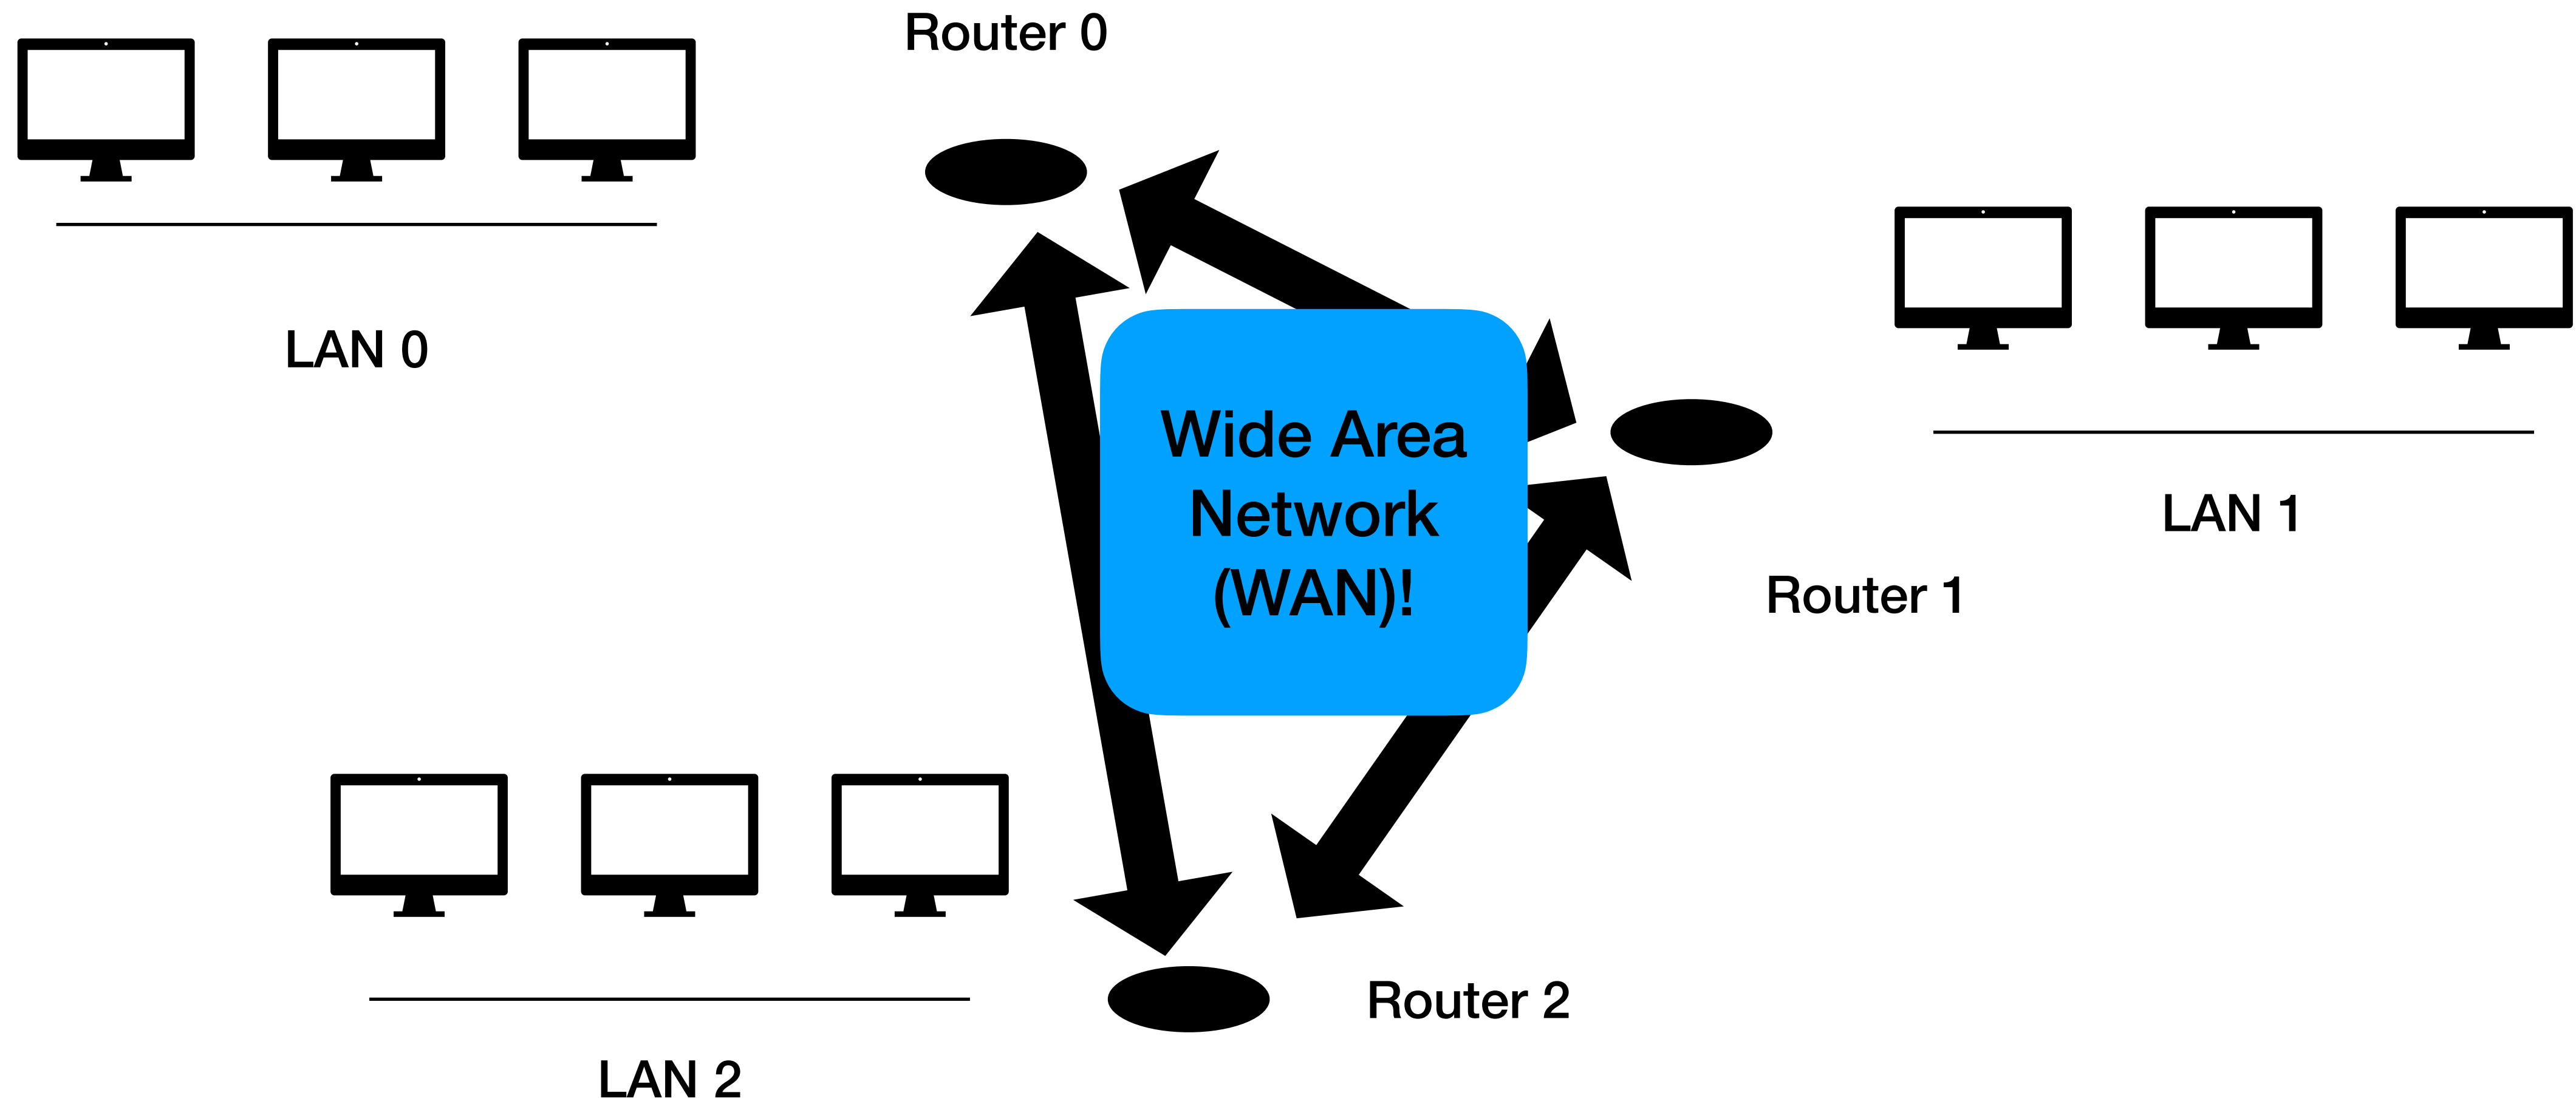 Router 0
LAN 0
Wide Area
Network
(WAN)!
LAN 1
Router 1
Router 2
LAN 2